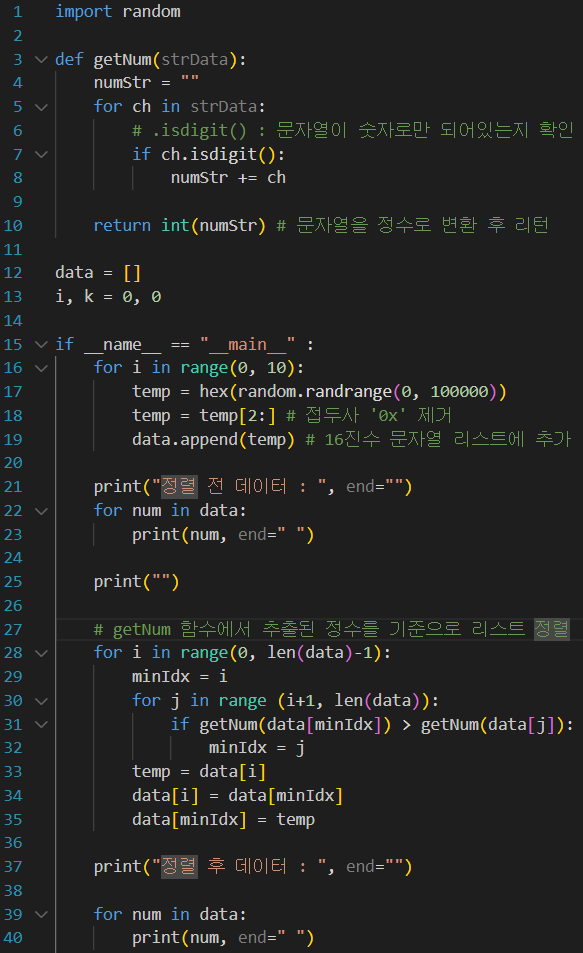 1 import random
2
3 def getNum(strData):
4     numStr = ""
5     for ch in strData:
6         # .isdigit() : 문자열이 숫자로만 되어있는지 확인
7         if ch.isdigit():
8             numStr += ch
9
10     return int(numStr) # 문자열을 정수로 변환 후 리턴
11
12 data = []
13 i, k = 0, 0
14
15 if __name__ == "__main__" :
16     for i in range(0, 10):
17         temp = hex(random.randrange(0, 100000))
18         temp = temp[2:] # 접두사 '0x' 제거
19         data.append(temp) # 16진수 문자열 리스트에 추가
20
21     print("정렬 전 데이터 : ", end="")
22     for num in data:
23         print(num, end=" ")
24
25     print("")
26
27     # getNum 함수에서 추출된 정수를 기준으로 리스트 정렬
28     for i in range(0, len(data)-1):
29         minIdx = i
30         for j in range (i+1, len(data)):
31             if getNum(data[minIdx]) > getNum(data[j]):
32                 minIdx = j
33         temp = data[i]
34         data[i] = data[minIdx]
35         data[minIdx] = temp
36
37     print("정렬 후 데이터 : ", end="")
38
39     for num in data:
40         print(num, end=" ")